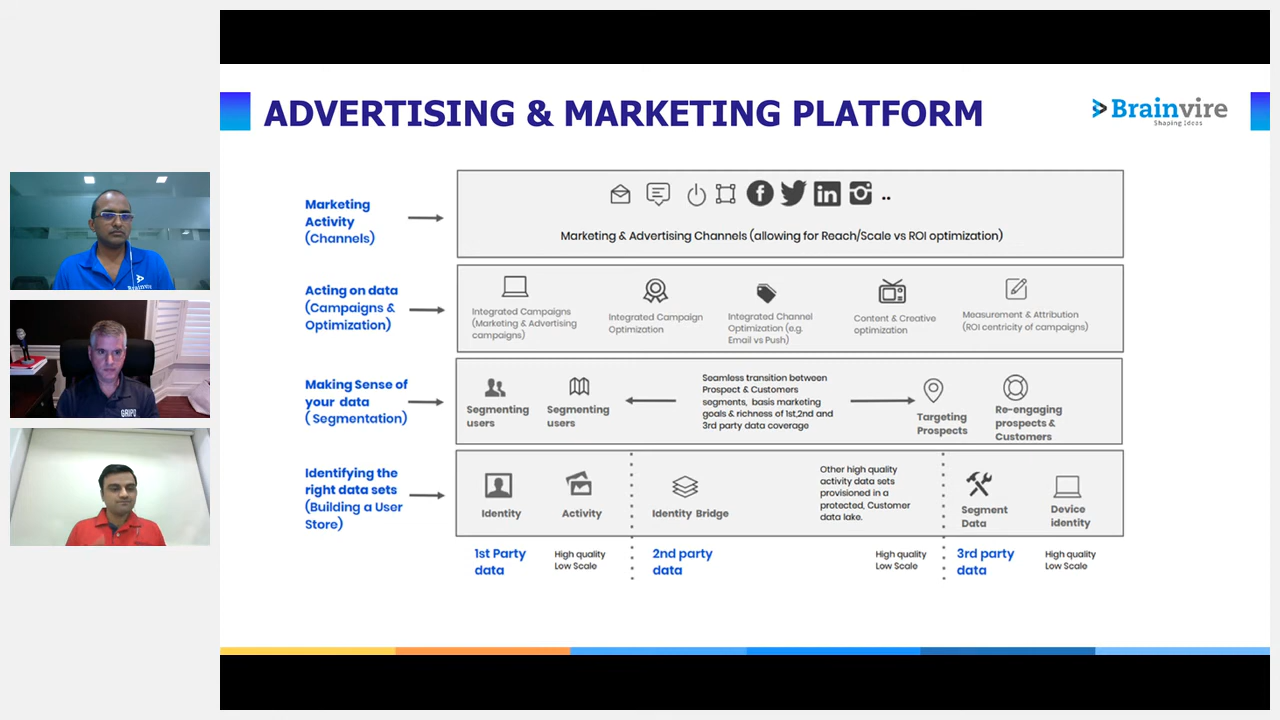 ADVERTISING & MARKETING PLATFORM
Brainvire
Shaping Ideas
Marketing
Activity
(Channels)
Marketing & Advertising Channels (allowing for Reach/Scale vs ROI optimization)
Acting on data
(Campaigns &
Optimization)
Integrated Campaigns
(Marketing & Advertising
campaigns)
Integrated Campaign
Optimization
Integrated Channel
Optimization (e.g.
Email vs Push)
Content & Creative
optimization
Measurement & Attribution
(ROI centricity of campaigns)
Making Sense of
your data
( Segmentation)
Segmenting
users
Segmenting
users
Seamless transition between
Prospect & Customers
segments, basis marketing
goals & richness of 1st,2nd and
3rd party data coverage
Targeting
Prospects
Re-engaging
prospects &
Customers
Identifying the
right data sets
(Building a User
Store)
Identity
Activity
Identity Bridge
Other high quality
activity data sets
provisioned in a
protected, Customer
data lake.
Segment
Data
Device
identity
1st Party
data
High quality
Low Scale
2nd party
data
High quality
Low Scale
3rd party
data
High quality
Low Scale
Brainvire